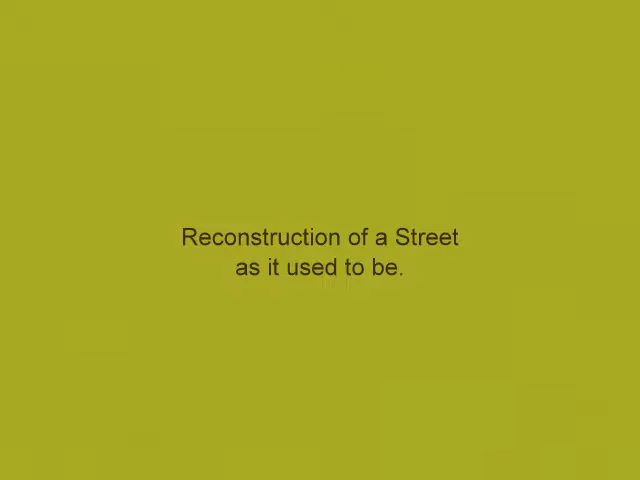 Reconstruction of a Street
as it used to be.